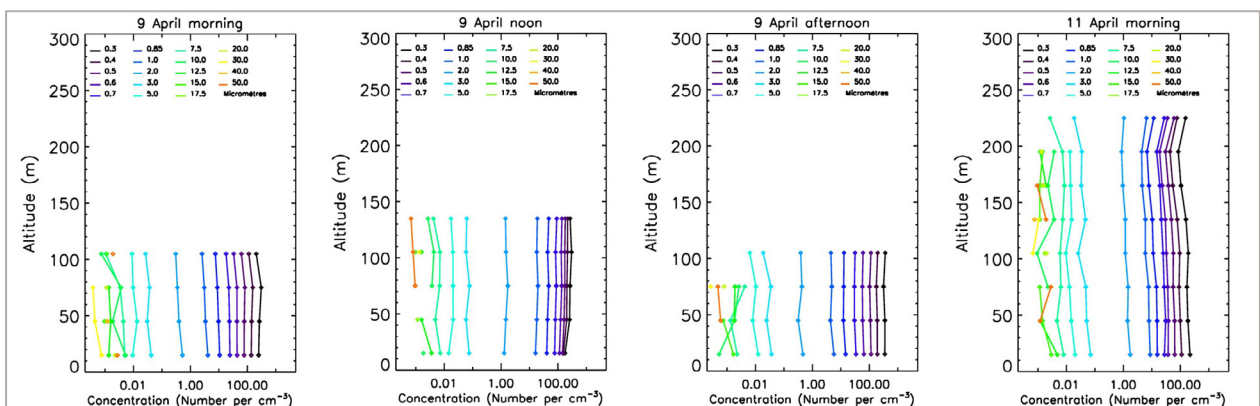 9 April morning
300
0.3 0.85 7.5 20.0
0.4 1.0 10.0 30.0
0.5 2.0 12.5 40.0
0.6 3.0 15.0 50.0
0.7 5.0 17.5 Micromètres
250
200
150
100
50
0
Altitude (m)
0.01 1.00 100.00
Concentration (Number per cm⁻³)
9 April noon
300
0.3 0.85 7.5 20.0
0.4 1.0 10.0 30.0
0.5 2.0 12.5 40.0
0.6 3.0 15.0 50.0
0.7 5.0 17.5 Micromètres
250
200
150
100
50
0
Altitude (m)
0.01 1.00 100.00
Concentration (Number per cm⁻³)
9 April afternoon
300
0.3 0.85 7.5 20.0
0.4 1.0 10.0 30.0
0.5 2.0 12.5 40.0
0.6 3.0 15.0 50.0
0.7 5.0 17.5 Micromètres
250
200
150
100
50
0
Altitude (m)
0.01 1.00 100.00
Concentration (Number per cm⁻³)
11 April morning
300
0.3 0.85 7.5 20.0
0.4 1.0 10.0 30.0
0.5 2.0 12.5 40.0
0.6 3.0 15.0 50.0
0.7 5.0 17.5 Micromètres
250
200
150
100
50
0
Altitude (m)
0.01 1.00 100.00
Concentration (Number per cm⁻³)